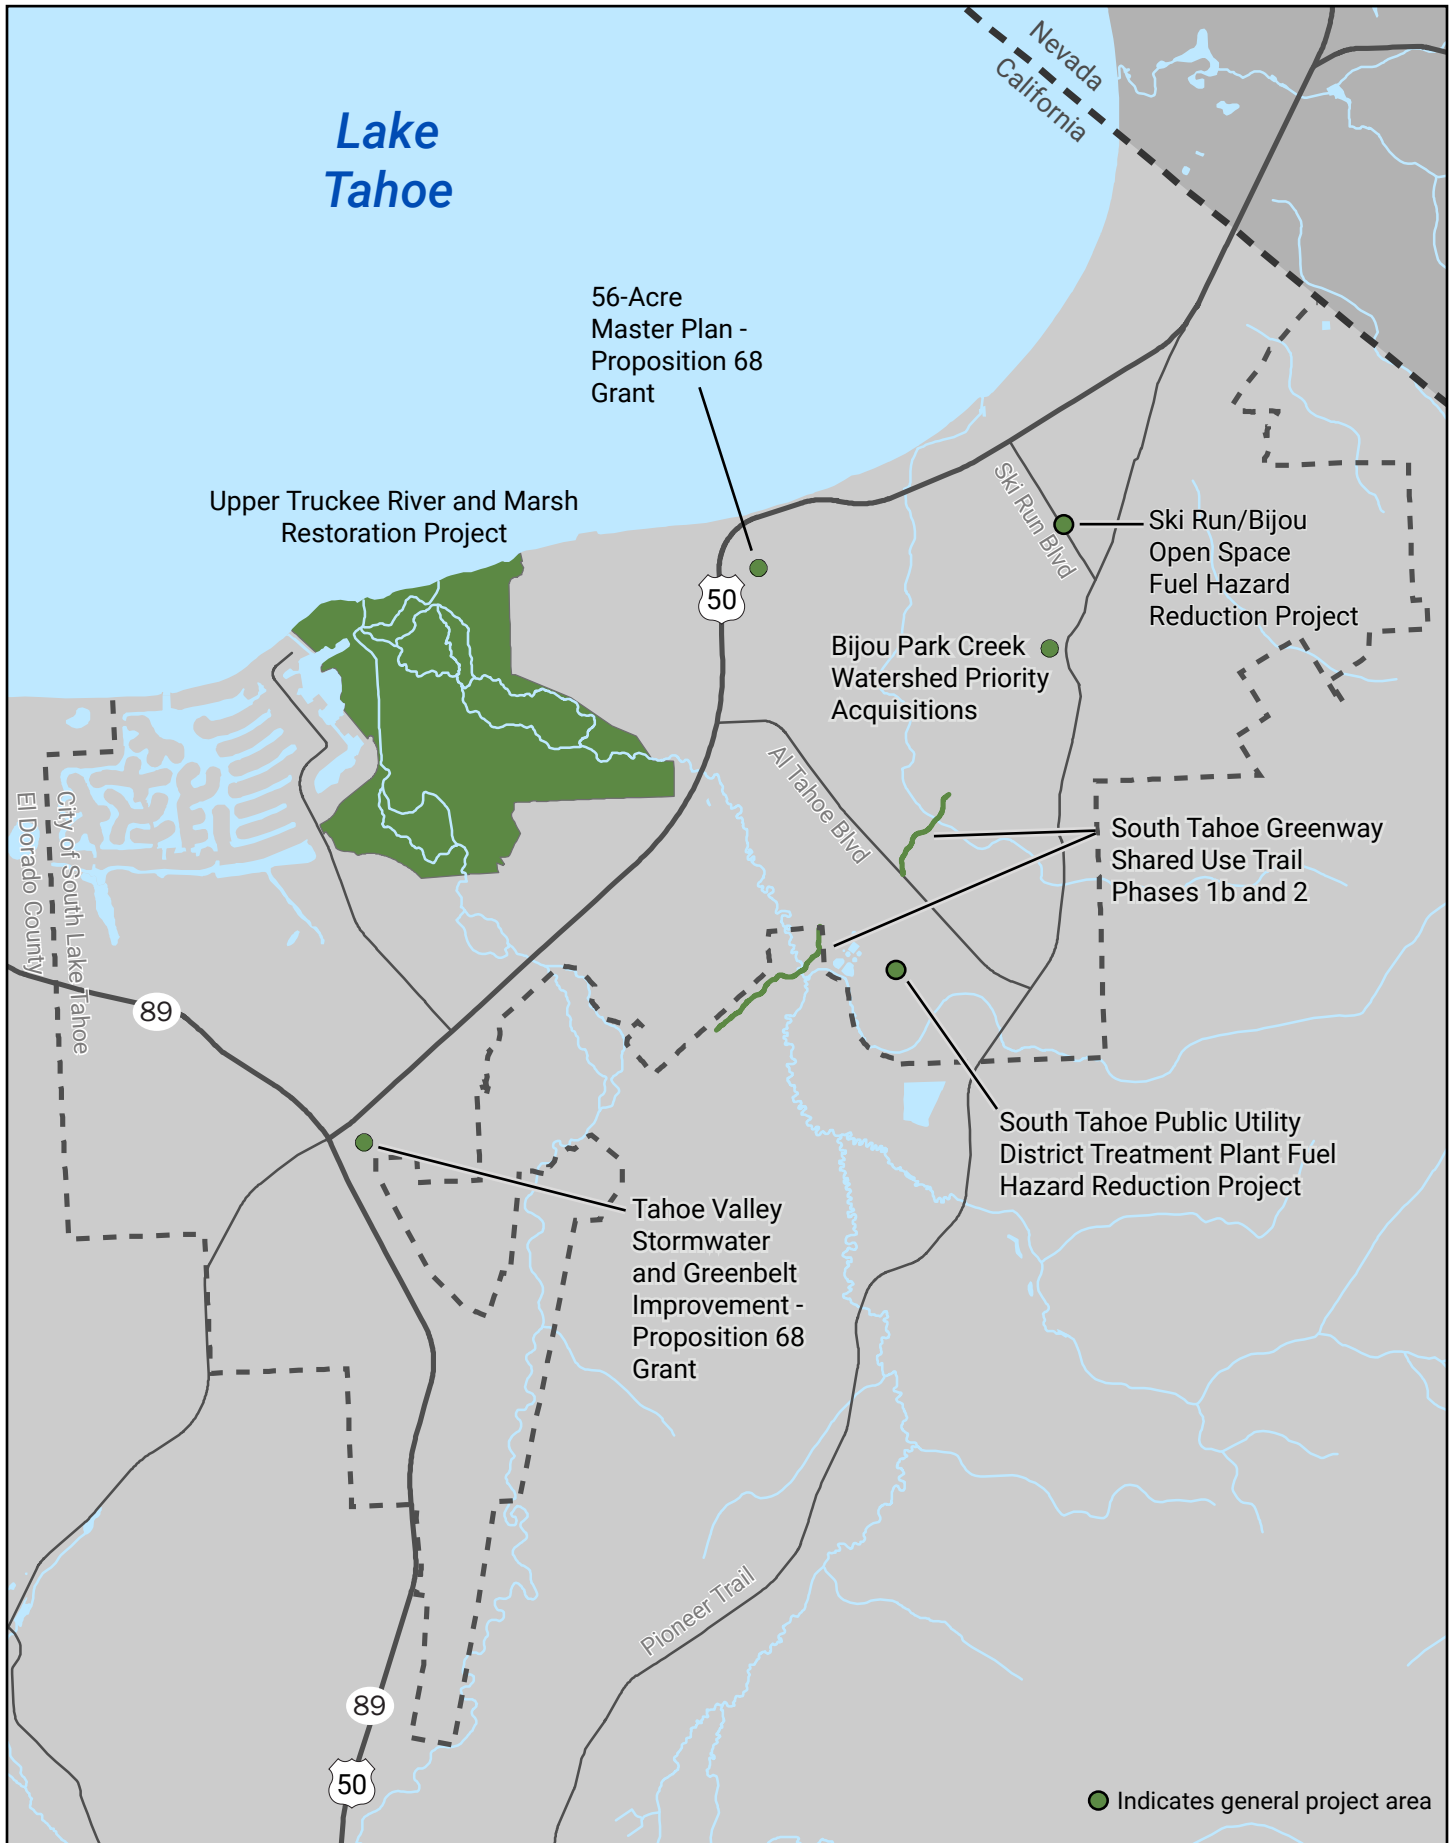 Nevada
California
Lake
Tahoe
56-Acre
Master Plan -
Proposition 68
Grant
Upper Truckee River and Marsh
Restoration Project
Ski Run Blvd
Ski Run/Bijou
Open Space
Fuel Hazard
Reduction Project
50
Bijou Park Creek
Watershed Priority
Acquisitions
Al Tahoe Blvd
South Tahoe Greenway
Shared Use Trail
Phases 1b and 2
City of South Lake Tahoe
El Dorado County
89
South Tahoe Public Utility
District Treatment Plant Fuel
Hazard Reduction Project
Tahoe Valley
Stormwater
and Greenbelt
Improvement -
Proposition 68
Grant
Pioneer Trail
89
50
Indicates general project area